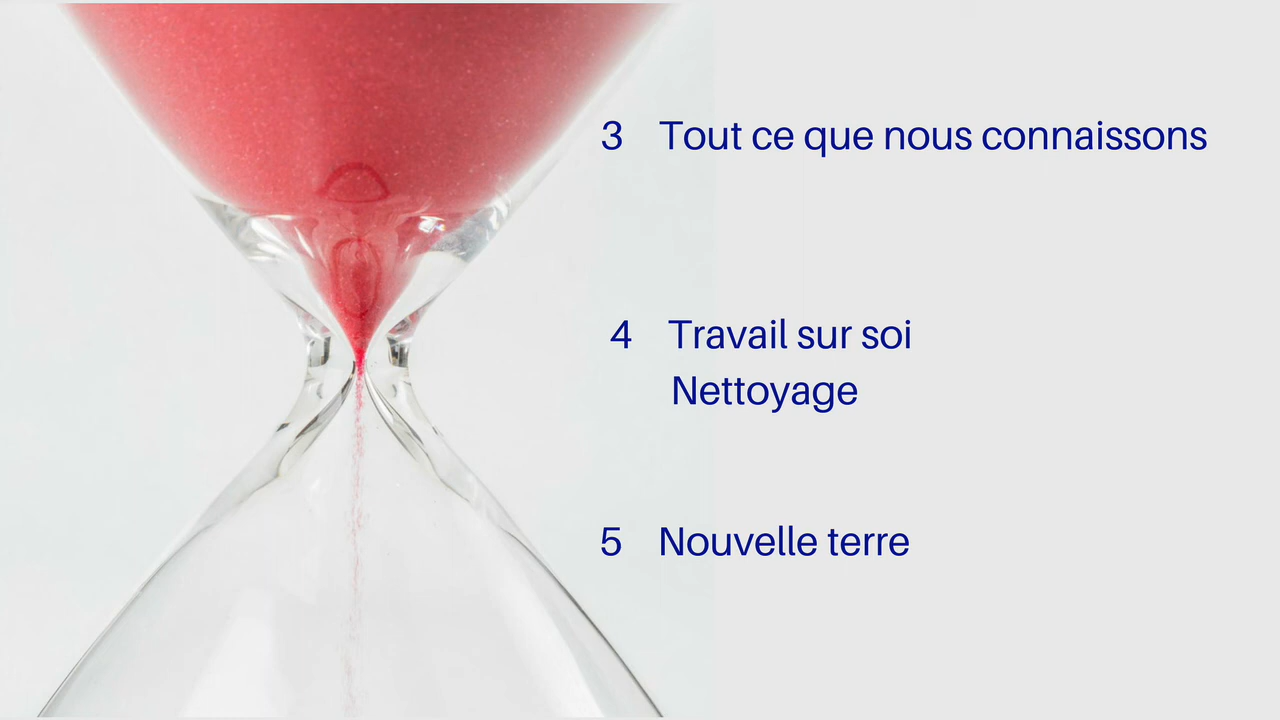 3 Tout ce que nous connaissons
4 Travail sur soi
Nettoyage
5 Nouvelle terre